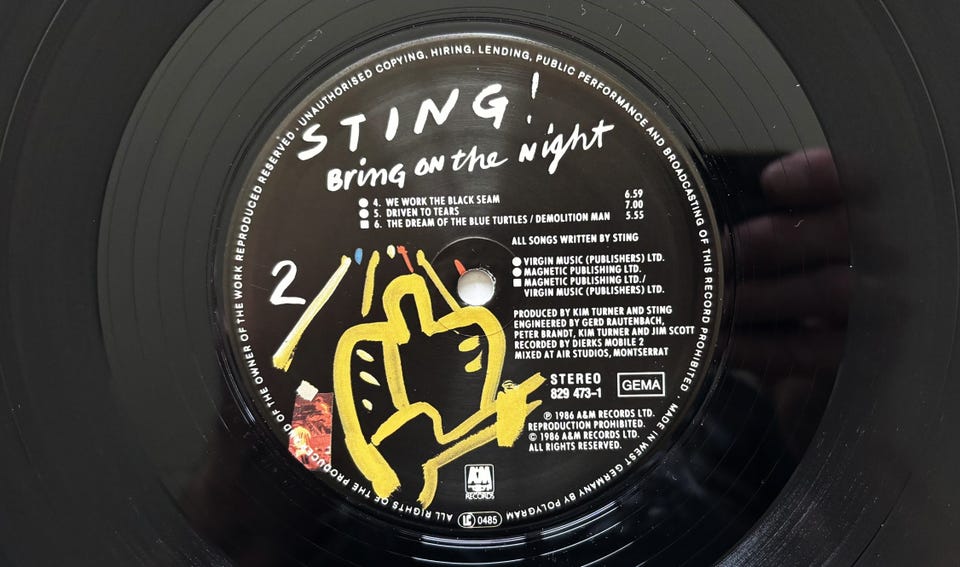 STING!
Bring on the Night
4. WE WORK THE BLACK SEAM 6.59
5. DRIVEN TO TEARS 7.00
6. THE DREAM OF THE BLUE TURTLES / DEMOLITION MAN 5.55
ALL SONGS WRITTEN BY STING
VIRGIN MUSIC (PUBLISHERS) LTD.
MAGNETIC PUBLISHING LTD.
MAGNETIC PUBLISHING LTD./
VIRGIN MUSIC (PUBLISHERS) LTD.
2
PRODUCED BY KIM TURNER AND STING
ENGINEERED BY GERD RAUTENBACH,
PETER BRANDT, KIM TURNER AND JIM SCOTT
RECORDED BY DIERKS MOBILE 2
MIXED AT AIR STUDIOS, MONTSERRAT
STEREO
829 473-1
GEMA
℗ 1986 A&M RECORDS LTD.
REPRODUCTION PROHIBITED.
© 1986 A&M RECORDS LTD.
ALL RIGHTS RESERVED.
A&M
RECORDS
LC 0485
ALL RIGHTS OF THE PRODUCE D OF THE OWNER OF THE WORK REPRODUCED RESERVED · UNAUTHORISED COPYING, HIRING, LENDING, PUBLIC PERFORMANCE AND BROADCASTING OF THIS RECORD PROHIBITED · MADE IN WEST GERMANY BY POLYGRAM